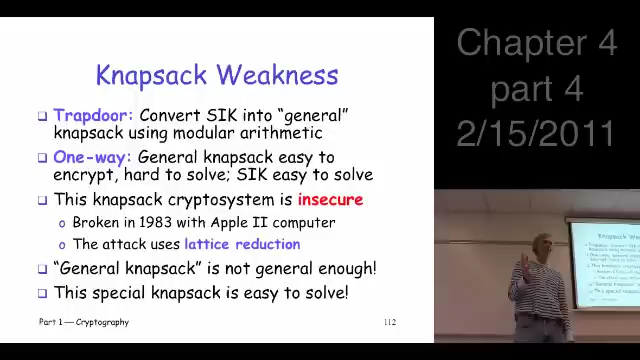 Knapsack Weakness
Trapdoor: Convert SIK into “general”
knapsack using modular arithmetic
One-way: General knapsack easy to
encrypt, hard to solve; SIK easy to solve
This knapsack cryptosystem is insecure
o Broken in 1983 with Apple II computer
o The attack uses lattice reduction
“General knapsack” is not general enough!
This special knapsack is easy to solve!
Part 1 — Cryptography
112
Chapter 4
part 4
2/15/2011
Knapsack Weakness